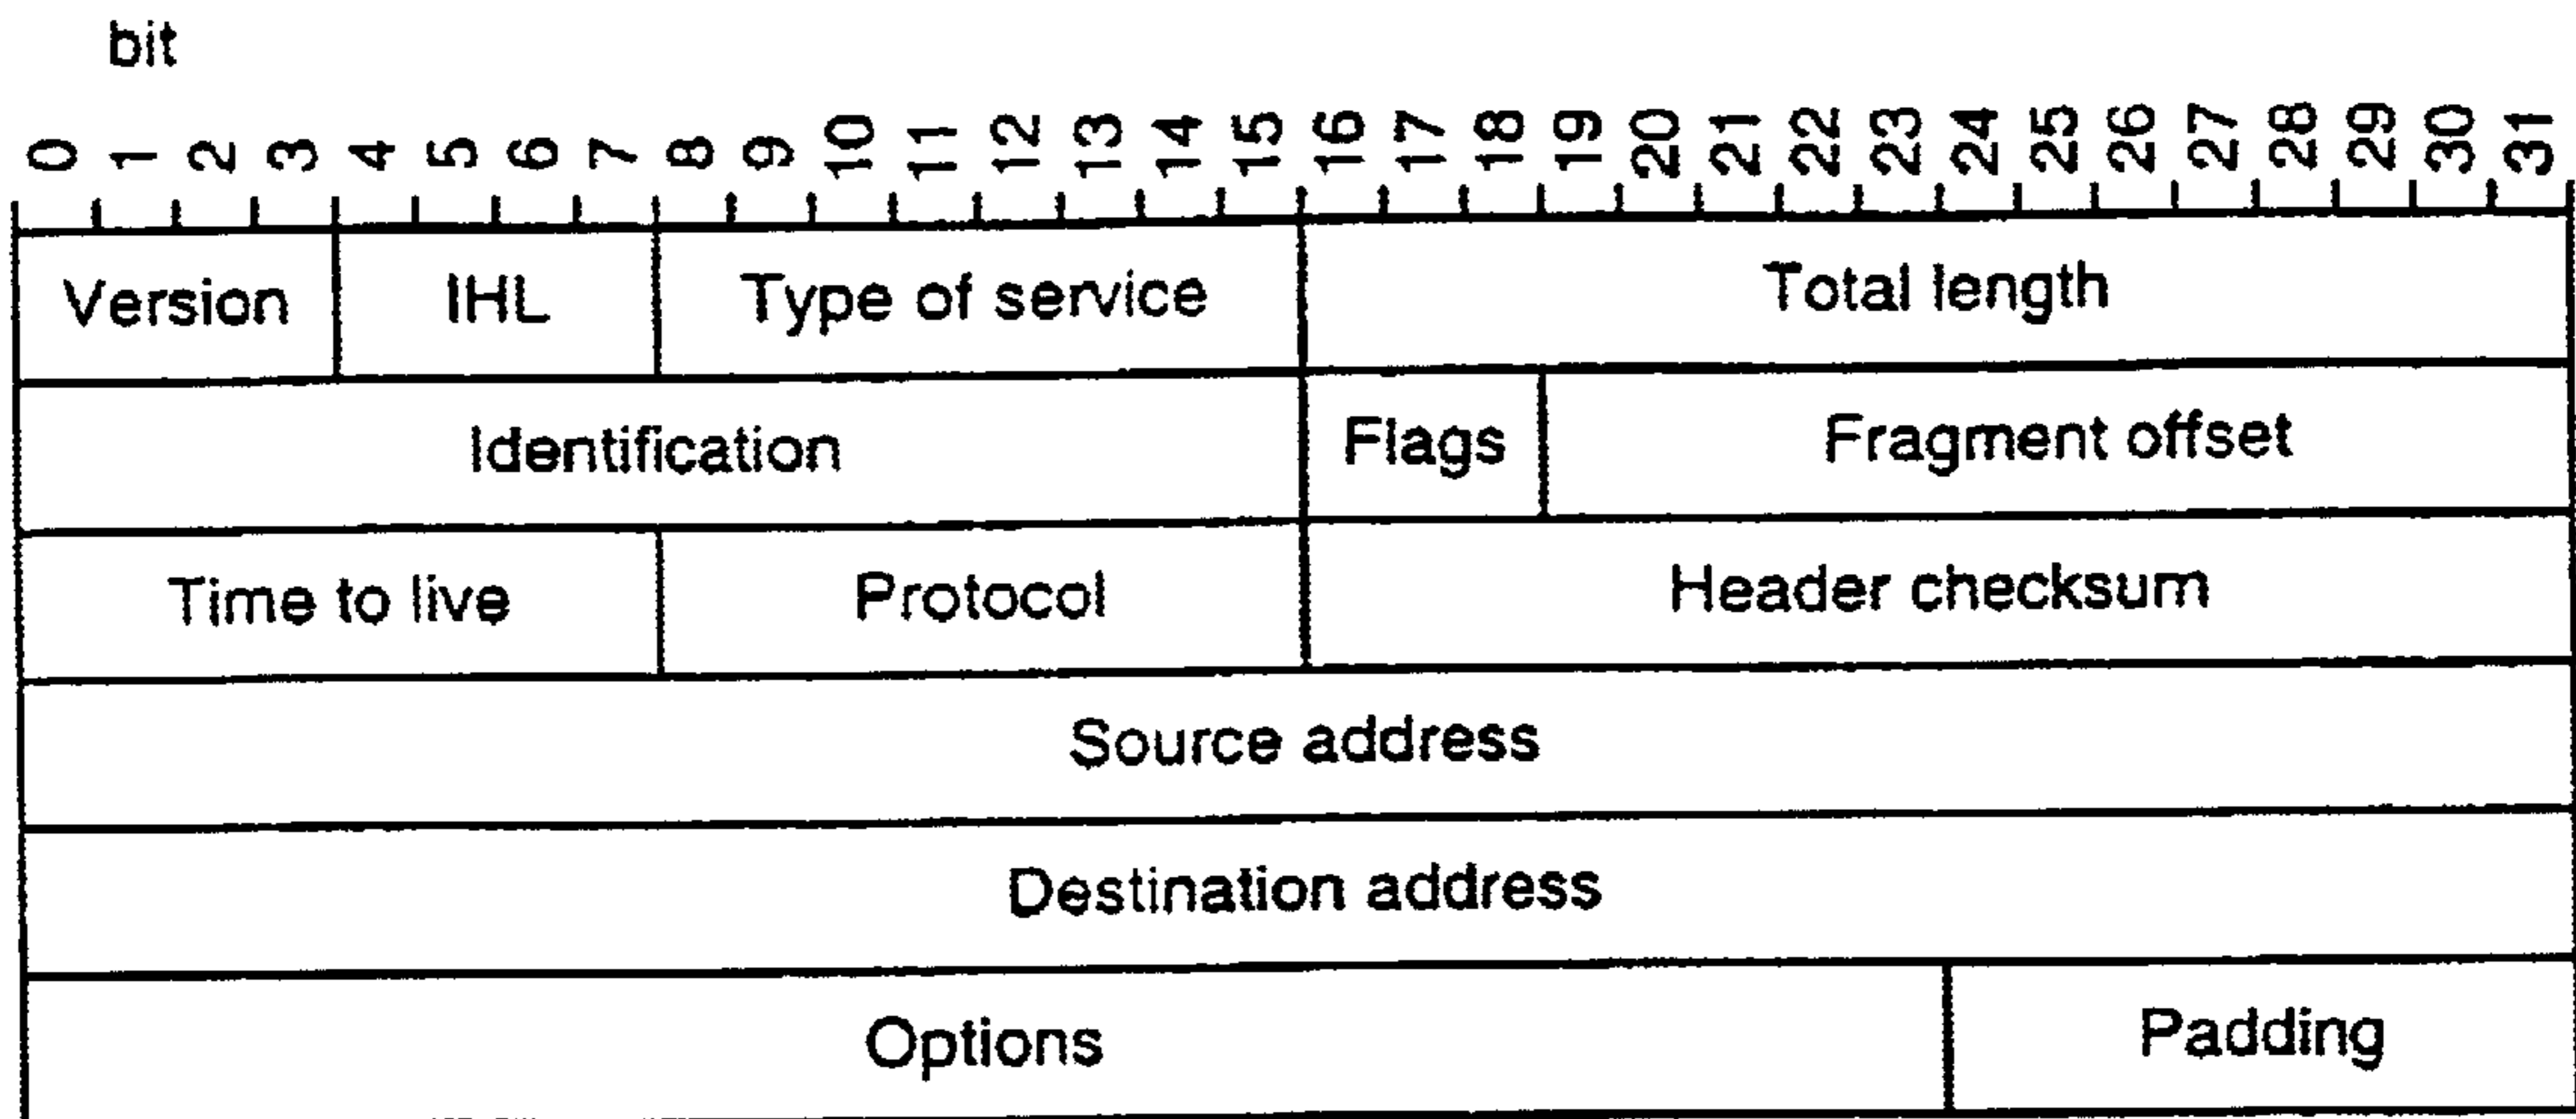 bit
0 1 2 3 4 5 6 7 8 9 10 11 12 13 14 15 16 17 18 19 20 21 22 23 24 25 26 27 28 29 30 31
Version IHL Type of service Total length
Identification Flags Fragment offset
Time to live Protocol Header checksum
Source address
Destination address
Options Padding